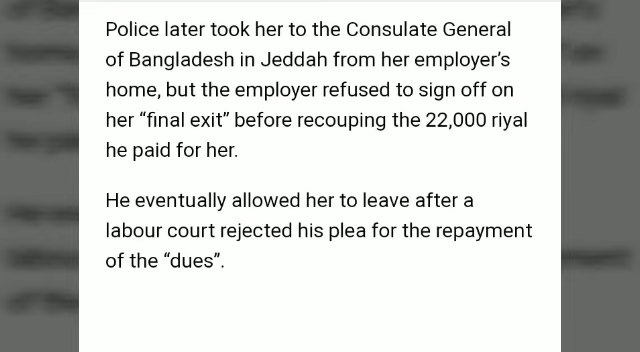 Police later took her to the Consulate General
of Bangladesh in Jeddah from her employer’s
home, but the employer refused to sign off on
her “final exit” before recouping the 22,000 riyal
he paid for her.
He eventually allowed her to leave after a
labour court rejected his plea for the repayment
of the “dues”.